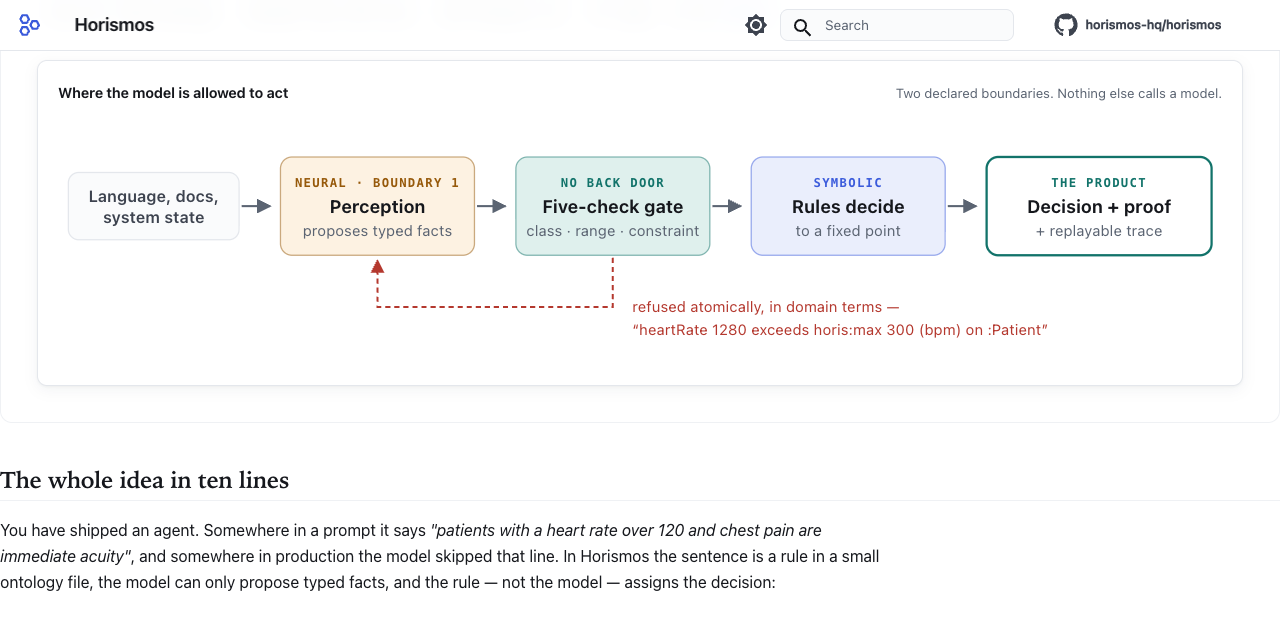 Horismos
Search
horismos-hq/horismos
Where the model is allowed to act
Two declared boundaries. Nothing else calls a model.
Language, docs,
system state
NEURAL · BOUNDARY 1
Perception
proposes typed facts
NO BACK DOOR
Five-check gate
class · range · constraint
SYMBOLIC
Rules decide
to a fixed point
THE PRODUCT
Decision + proof
+ replayable trace
refused atomically, in domain terms —
“heartRate 1280 exceeds horis:max 300 (bpm) on :Patient”
The whole idea in ten lines
You have shipped an agent. Somewhere in a prompt it says "patients with a heart rate over 120 and chest pain are
immediate acuity", and somewhere in production the model skipped that line. In Horismos the sentence is a rule in a small
ontology file, the model can only propose typed facts, and the rule — not the model — assigns the decision: